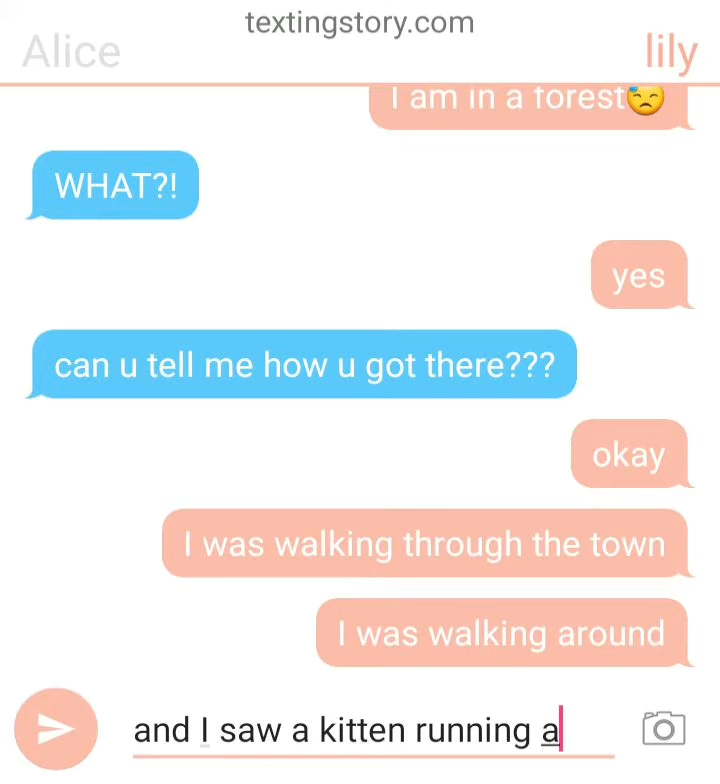 textingstory.com
Alice
lily
I am in a forest😓
WHAT?!
yes
can u tell me how u got there???
okay
I was walking through the town
I was walking around
and I saw a kitten running a